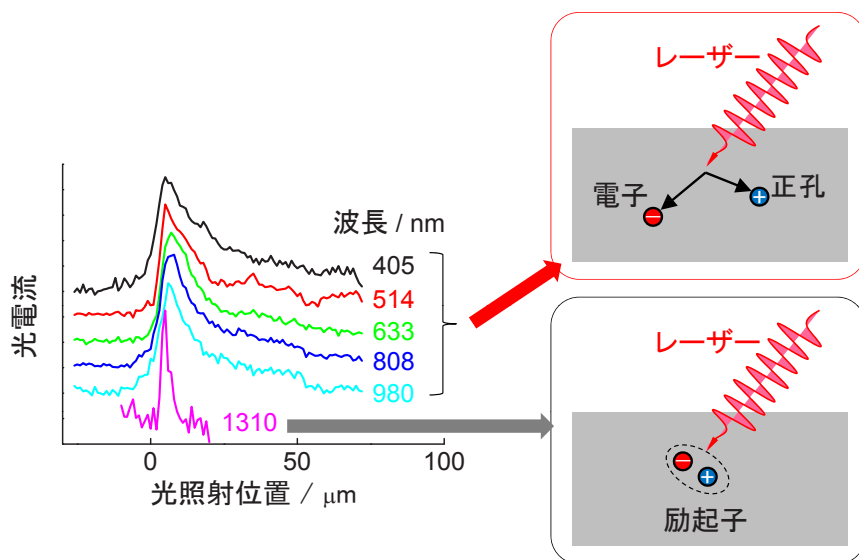 光電流
波長 / nm
405
514
633
808
980
1310
0
50
100
光照射位置 / μm
レーザー
電子
−
+
正孔
レーザー
−
+
励起子